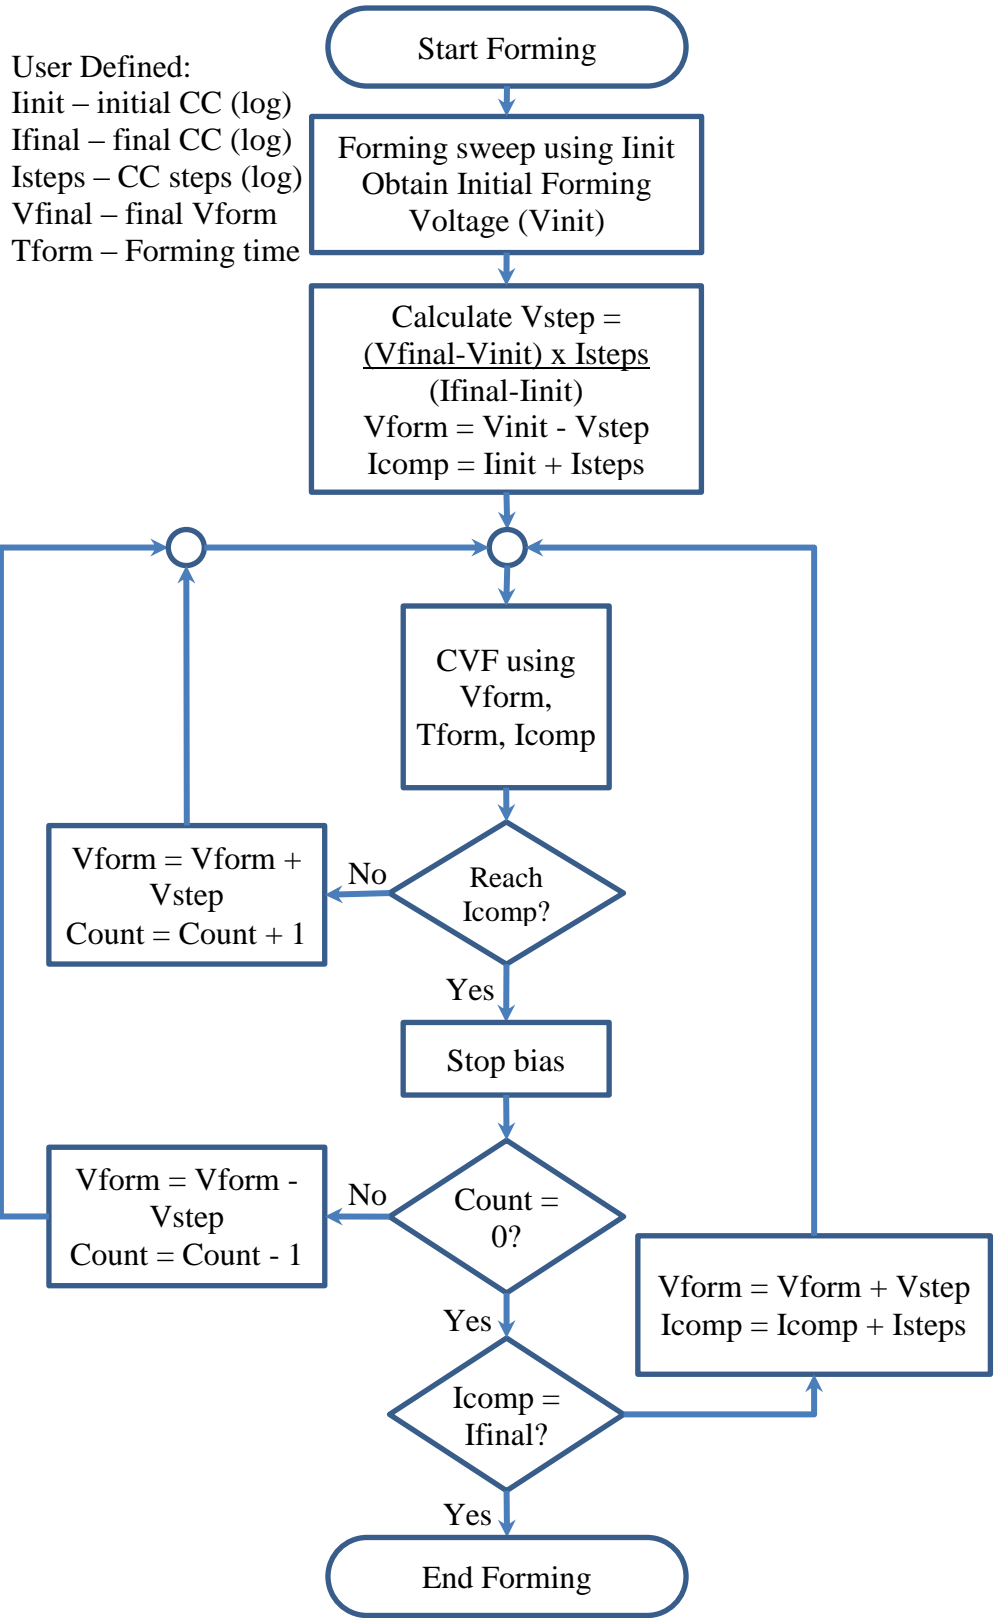 Start Forming
User Defined:
Iinit – initial CC (log)
Ifinal – final CC (log)
Isteps – CC steps (log)
Vfinal – final Vform
Tform – Forming time
Forming sweep using Iinit
Obtain Initial Forming
Voltage (Vinit)
Calculate Vstep =
(Vfinal-Vinit) x Isteps
(Ifinal-Iinit)
Vform = Vinit - Vstep
Icomp = Iinit + Isteps
CVF using
Vform,
Tform, Icomp
Reach
Icomp?
No
Vform = Vform +
Vstep
Count = Count + 1
Yes
Stop bias
Count =
0?
No
Vform = Vform -
Vstep
Count = Count - 1
Yes
Icomp =
Ifinal?
Vform = Vform + Vstep
Icomp = Icomp + Isteps
Yes
End Forming